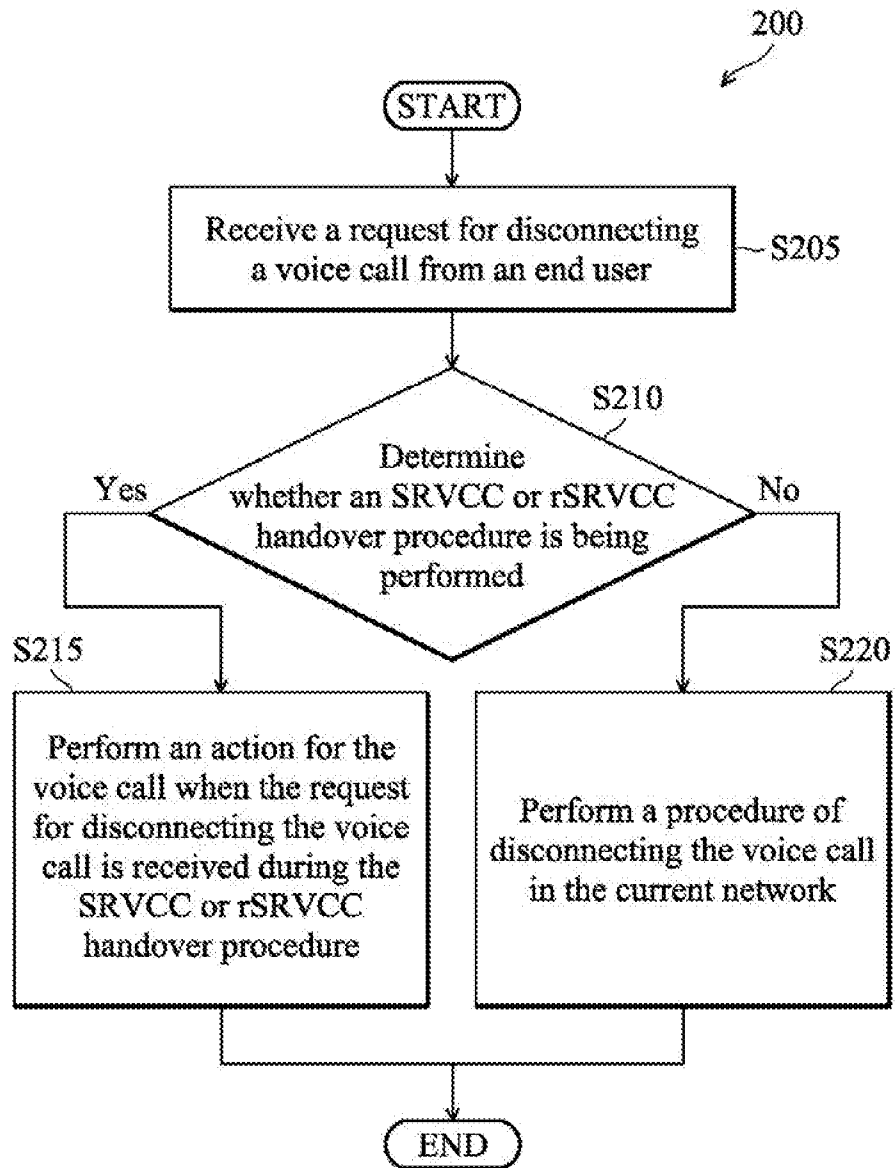 200
START
Receive a request for disconnecting
a voice call from an end user
S205
S210
Determine
whether an SRVCC or rSRVCC
handover procedure is being
performed
Yes
No
S215
Perform an action for the
voice call when the request
for disconnecting the voice
call is received during the
SRVCC or rSRVCC
handover procedure
S220
Perform a procedure of
disconnecting the voice call
in the current network
END